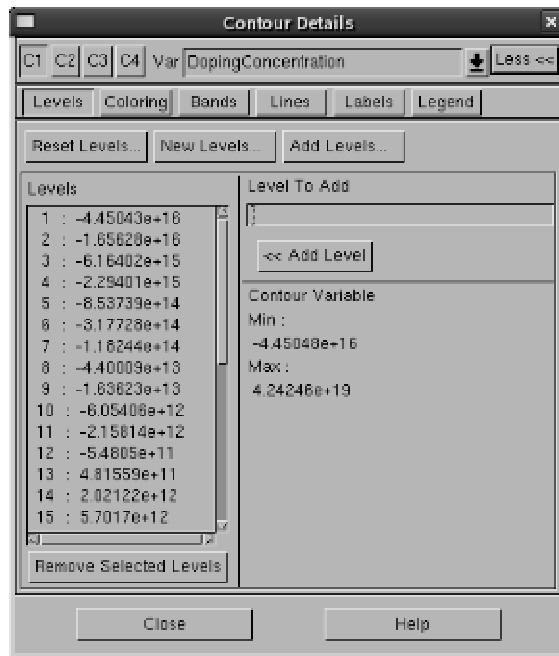 Contour Details
C1 C2 C3 C4 Var DopingConcentration Less <<
Levels Coloring Bands Lines Labels Legend
Reset Levels... New Levels... Add Levels...
Levels
1 : -4.45043e+16
2 : -1.65628e+16
3 : -6.16402e+15
4 : -2.29401e+15
5 : -8.53739e+14
6 : -3.17728e+14
7 : -1.18244e+14
8 : -4.40009e+13
9 : -1.63623e+13
10 : -6.05406e+12
11 : -2.15814e+12
12 : -5.4805e+11
13 : 4.81559e+11
14 : 2.02122e+12
15 : 5.7017e+12
Remove Selected Levels
Level To Add
<< Add Level
Contour Variable
Min :
-4.45048e+16
Max :
4.24246e+19
Close Help